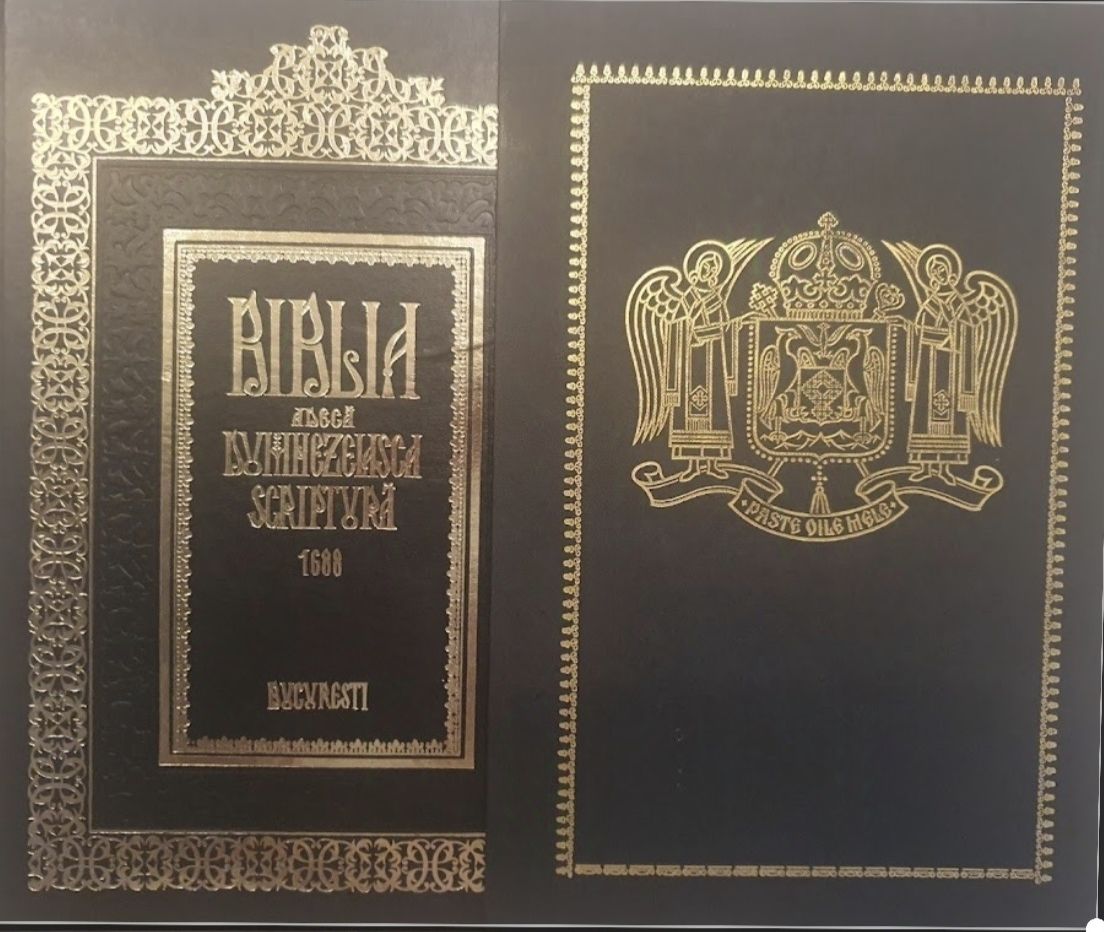 BIBLIA
ADECĂ
DUMNEZEIASCA
SCRIPTURĂ
1688
BUCUREȘTI
PAȘTE OILE MELE